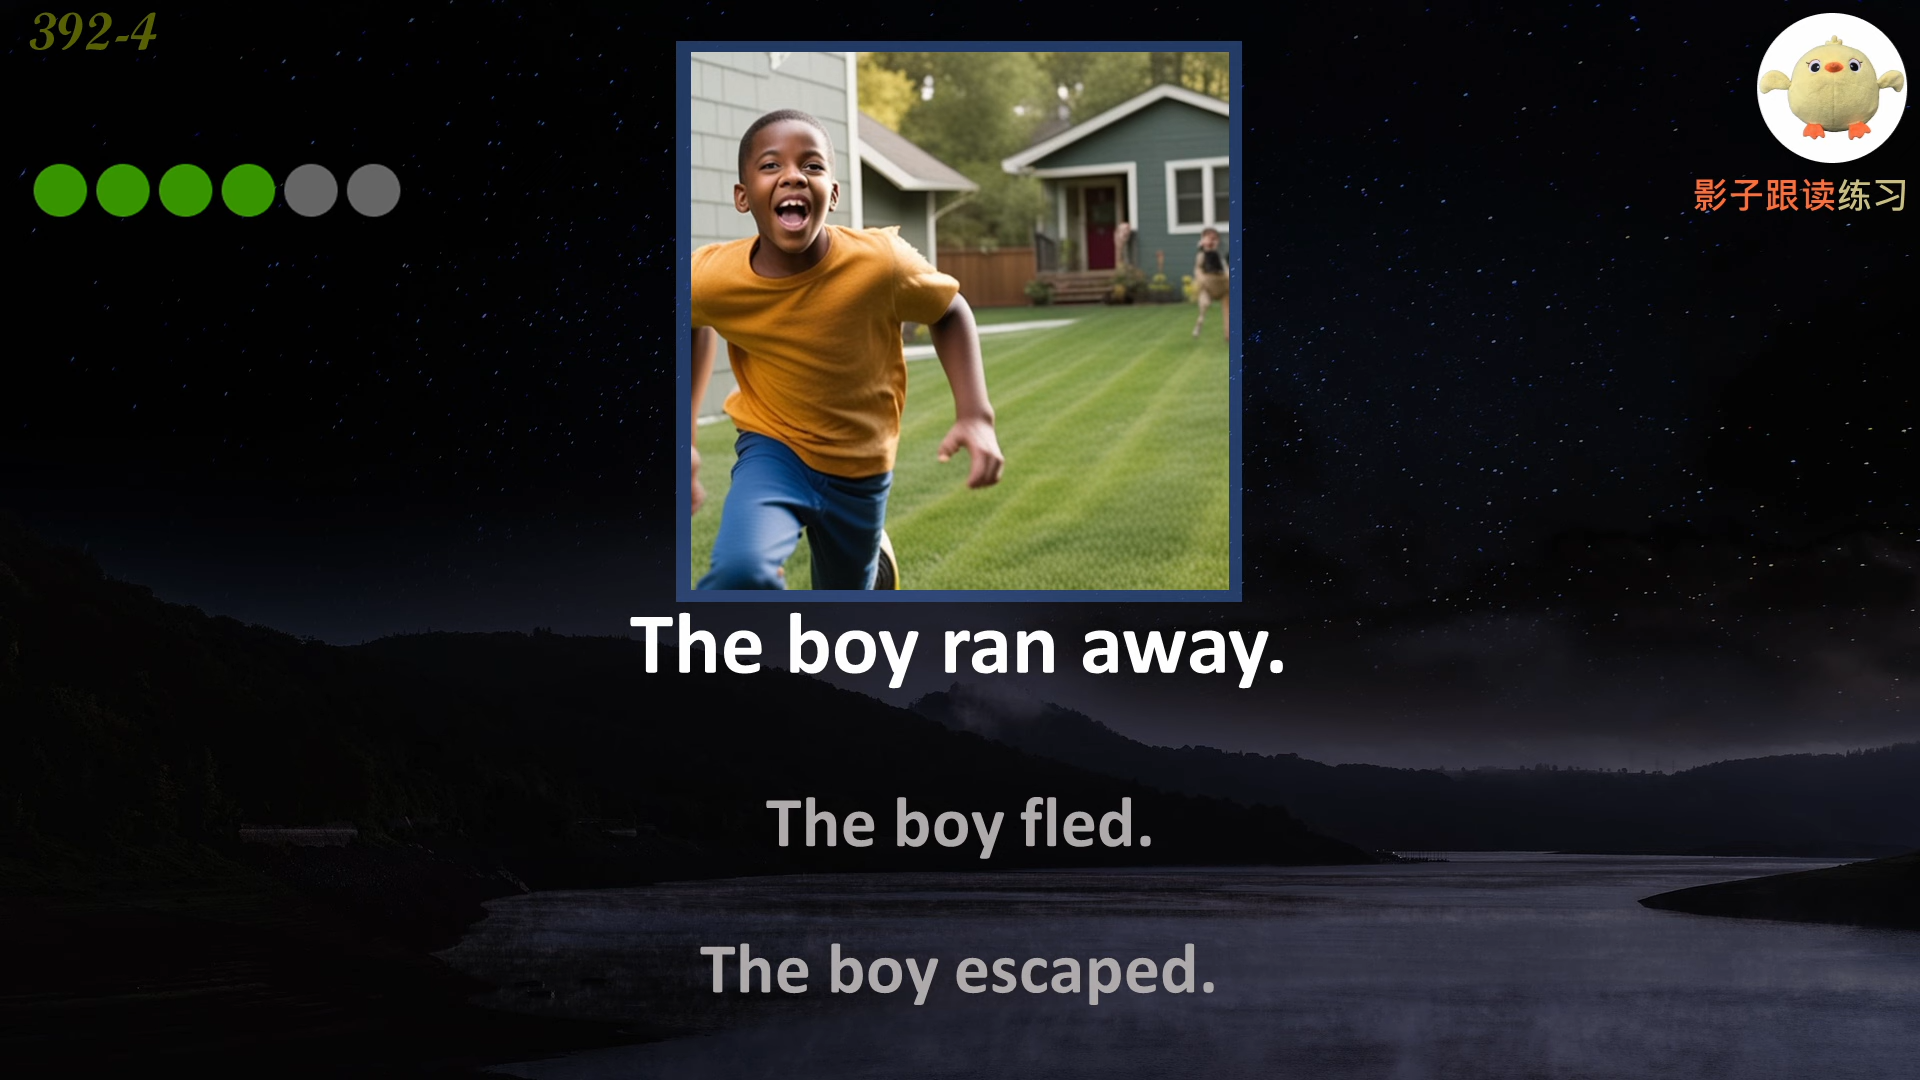 392-4
影子跟读练习
The boy ran away.
The boy fled.
The boy escaped.